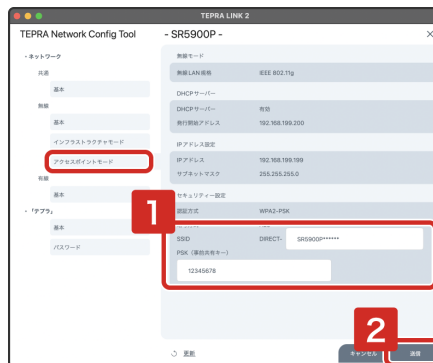 TEPRA LINK 2
TEPRA Network Config Tool
- SR5900P -
・ネットワーク
共通
基本
無線
基本
インフラストラクチャモード
アクセスポイントモード
有線
基本
・「テプラ」
基本
パスワード
無線モード
無線LAN規格 IEEE 802.11g
DHCPサーバー
DHCPサーバー 有効
発行開始アドレス 192.168.199.200
IPアドレス設定
IPアドレス 192.168.199.199
サブネットマスク 255.255.255.0
セキュリティー設定
認証方式 WPA2-PSK
1
SSID DIRECT- SR5900P******
PSK（事前共有キー）
12345678
2
更新
キャンセル
送信